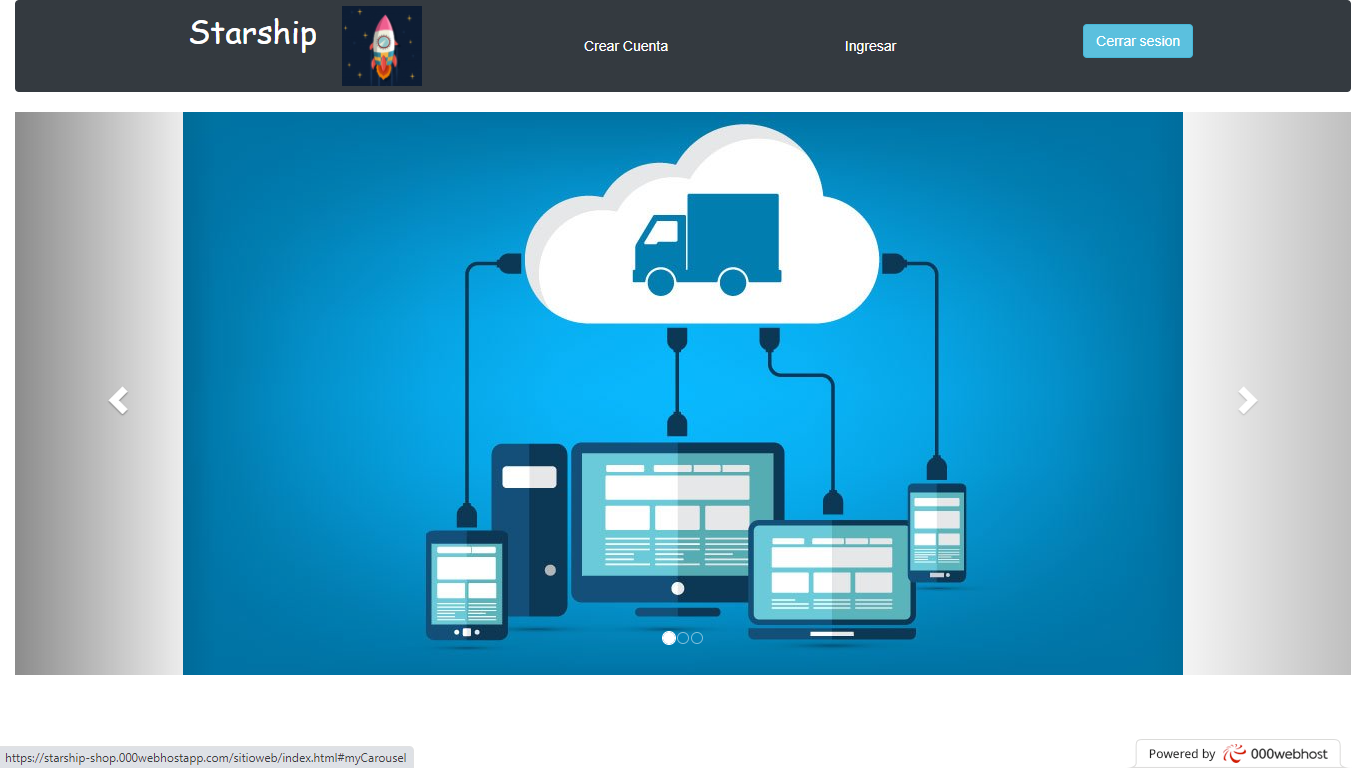 Starship
Crear Cuenta
Ingresar
Cerrar sesion
https://starship-shop.000webhostapp.com/sitioweb/index.html#myCarousel
Powered by 000webhost